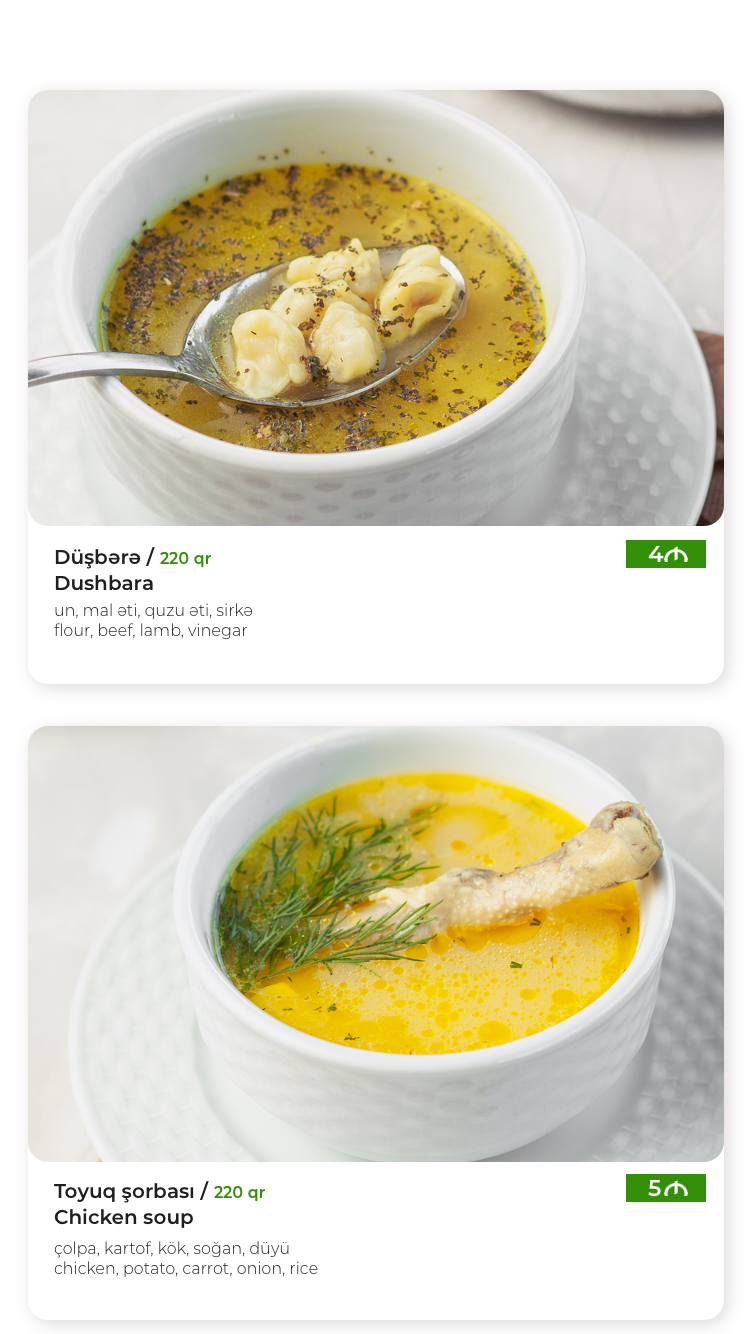 Düşbərə / 220 qr
4₼
Dushbara
un, mal əti, quzu əti, sirkə
flour, beef, lamb, vinegar
Toyuq şorbası / 220 qr
5₼
Chicken soup
çolpa, kartof, kök, soğan, düyü
chicken, potato, carrot, onion, rice